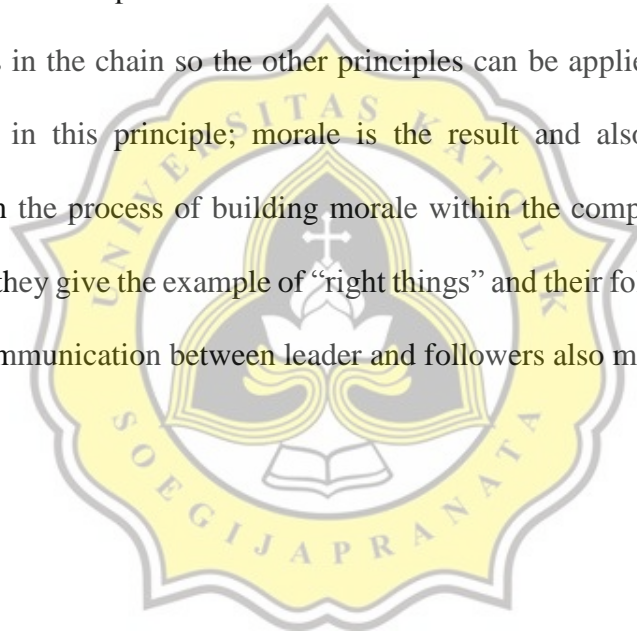 s in the chain so the other principles can be applie
in this principle; morale is the result and also
n the process of building morale within the comp
they give the example of “right things” and their fo
mmunication between leader and followers also m
UNIVERSITAS KATOLIK
SOEGIJAPRANATA